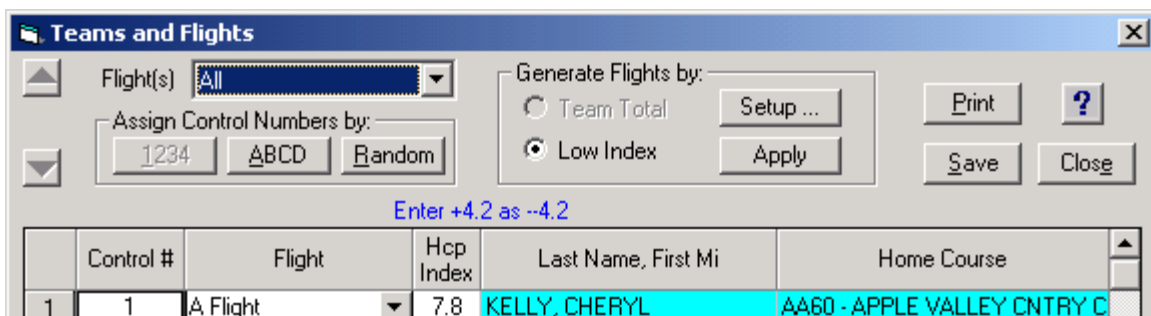 Teams and Flights
Flight(s) All
Generate Flights by:
Team Total Setup ...
Print ?
Assign Control Numbers by:
1234 ABCD Random
Low Index Apply
Save Close
Enter +4.2 as --4.2
Control # Flight Hcp Index Last Name, First Mi Home Course
1 1 A Flight 7.8 KELLY, CHERYL AA60 - APPLE VALLEY CNTRY C